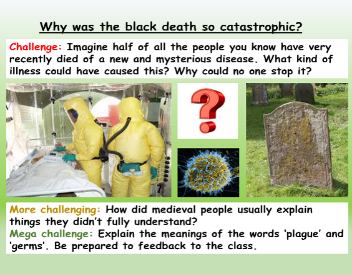 Why was the black death so catastrophic?
Challenge: Imagine half of all the people you know have very
recently died of a new and mysterious disease. What kind of
illness could have caused this? Why could no one stop it?
More challenging: How did medieval people usually explain
things they didn't fully understand?
Mega challenge: Explain the meanings of the words 'plague' and
'germs'. Be prepared to feedback to the class.